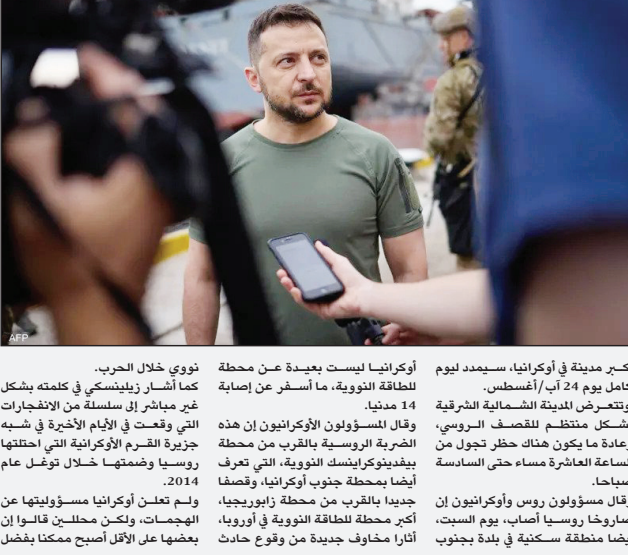 AFP
أكبر مدينة في أوكرانيا، سيمدد ليوم
كامل يوم 24 آب/أغسطس.
وتتعرض المدينة الشمالية الشرقية
بشكل منتظم للقصف الروسي،
وعادة ما يكون هناك حظر تجول من
الساعة العاشرة مساء حتى السادسة
صباحا.
وقال مسؤولون روس وأوكرانيون إن
صاروخا روسيا أصاب، يوم السبت،
أيضا منطقة سكنية في بلدة بجنوب
أوكرانيا ليست بعيدة عن محطة
للطاقة النووية، ما أسفر عن إصابة
14 مدنيا.
وقال المسؤولون الأوكرانيون إن هذه
الضربة الروسية بالقرب من محطة
بيفدينوكراينسك النووية، التي تعرف
أيضا بمحطة جنوب أوكرانيا، وقصفا
جديدا بالقرب من محطة زابوريجيا،
أكبر محطة للطاقة النووية في أوروبا،
أثارا مخاوف جديدة من وقوع حادث
نووي خلال الحرب.
كما أشار زيلينسكي في كلمته بشكل
غير مباشر إلى سلسلة من الانفجارات
التي وقعت في الأيام الأخيرة في شبه
جزيرة القرم الأوكرانية التي احتلتها
روسيا وضمتها خلال توغل عام
2014.
ولم تعلن أوكرانيا مسؤوليتها عن
الهجمات، ولكن محللين قالوا إن
بعضها على الأقل أصبح ممكنا بفضل